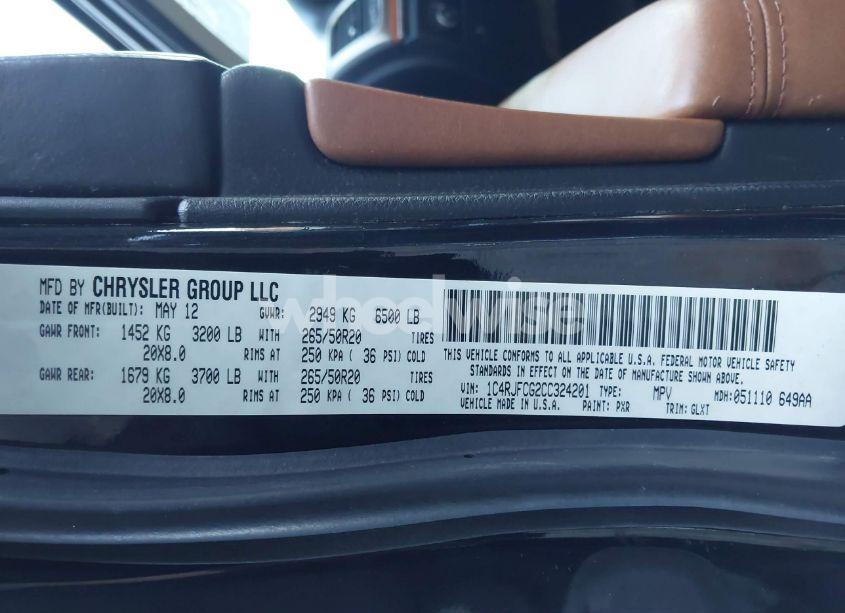 MFD BY CHRYSLER GROUP LLC
DATE OF MFR(BUILT): MAY 12 GVWR: 2949 KG 6500 LB
GAWR FRONT: 1452 KG 3200 LB WITH 265/50R20 TIRES
20X8.0 RIMS AT 250 KPA ( 36 PSI) COLD
GAWR REAR: 1679 KG 3700 LB WITH 265/50R20 TIRES
20X8.0 RIMS AT 250 KPA ( 36 PSI) COLD
THIS VEHICLE CONFORMS TO ALL APPLICABLE U.S.A. FEDERAL MOTOR VEHICLE SAFETY
STANDARDS IN EFFECT ON THE DATE OF MANUFACTURE SHOWN ABOVE.
VIN: 1C4RJFCG2CC324201 TYPE: MPV MDH: 051110 649AA
VEHICLE MADE IN U.S.A. PAINT: PXR TRIM: GLXT
wheelwise